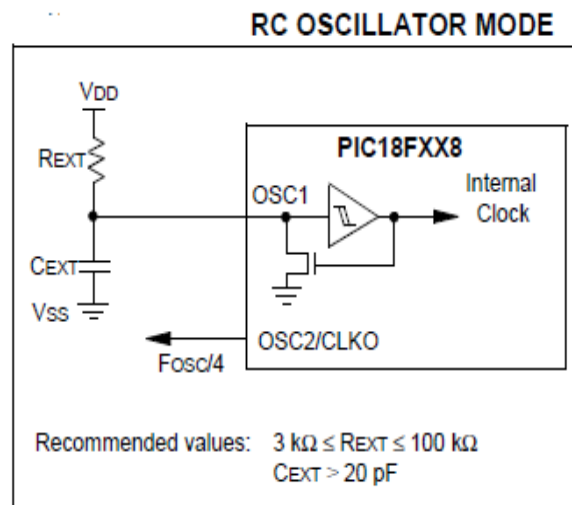 RC OSCILLATOR MODE
VDD
REXT
PIC18FXX8
OSC1
Internal
Clock
CEXT
VSS
OSC2/CLKO
FOSC/4
Recommended values: 3 kΩ ≤ REXT ≤ 100 kΩ
CEXT > 20 pF